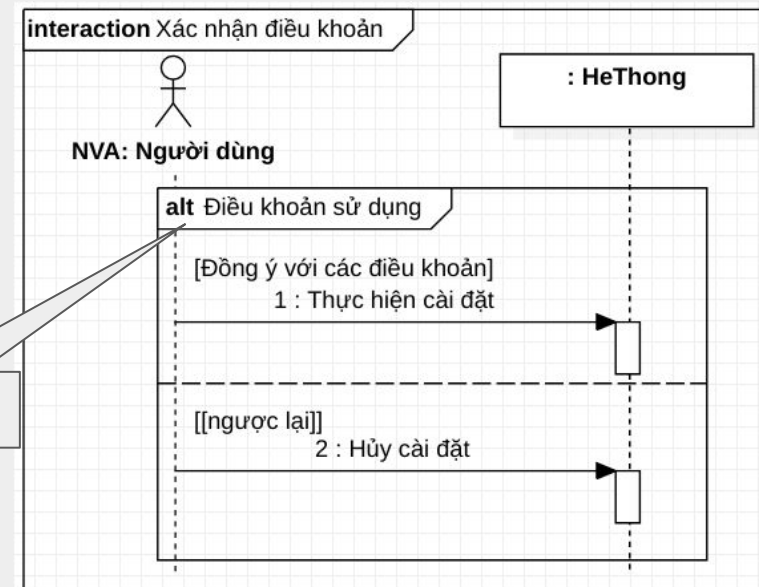 interaction Xác nhận điều khoản
: HeThong
NVA: Người dùng
alt Điều khoản sử dụng
[Đồng ý với các điều khoản]
1 : Thực hiện cài đặt
[[ngược lại]]
2 : Hủy cài đặt